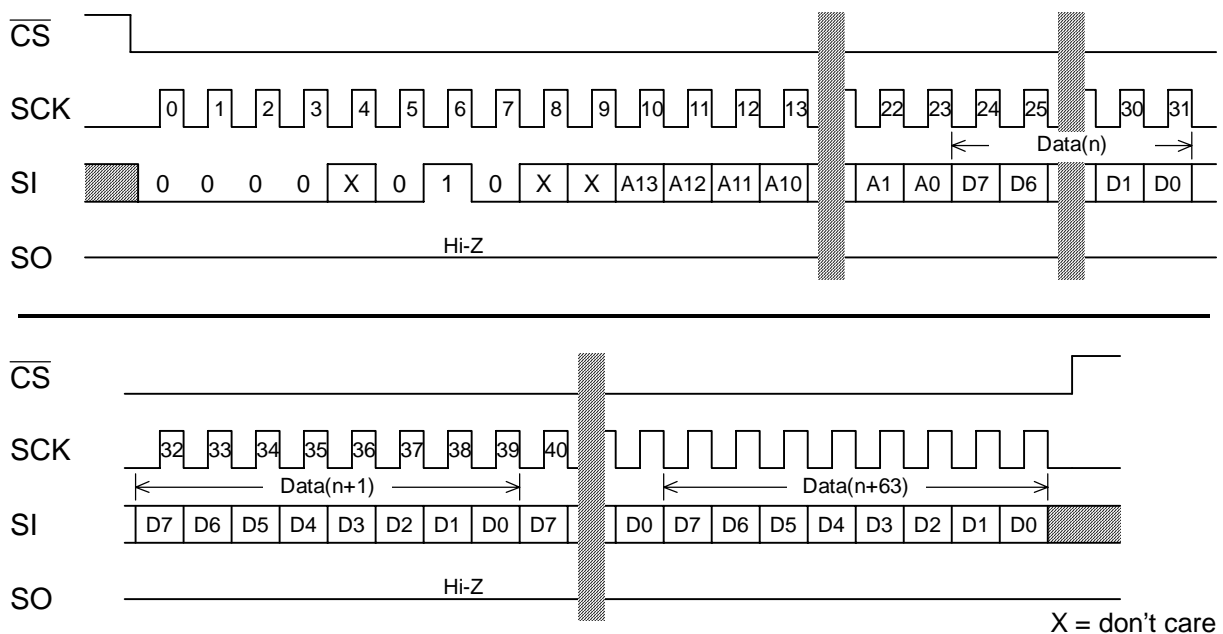 CS
SCK 0 1 2 3 4 5 6 7 8 9 10 11 12 13 22 23 24 25 30 31
Data(n)
SI 0 0 0 0 X 0 1 0 X X A13 A12 A11 A10 A1 A0 D7 D6 D1 D0
Hi-Z
SO
CS
SCK 32 33 34 35 36 37 38 39 40
Data(n+1) Data(n+63)
SI D7 D6 D5 D4 D3 D2 D1 D0 D7 D0 D7 D6 D5 D4 D3 D2 D1 D0
Hi-Z
SO
X = don't care